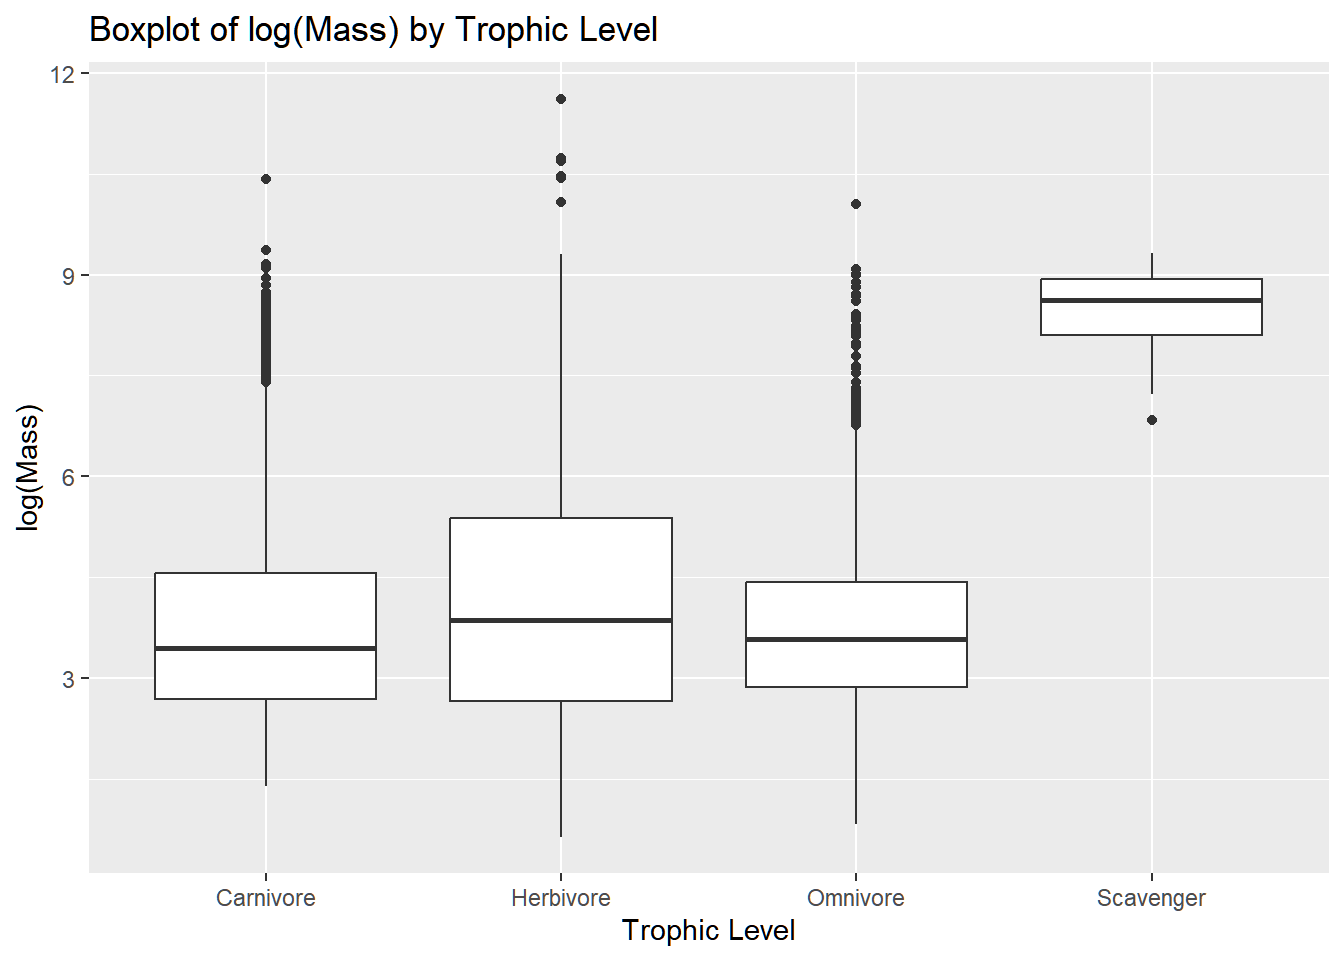 Boxplot of log(Mass) by Trophic Level
12
9
6
3
log(Mass)
Carnivore Herbivore Omnivore Scavenger
Trophic Level